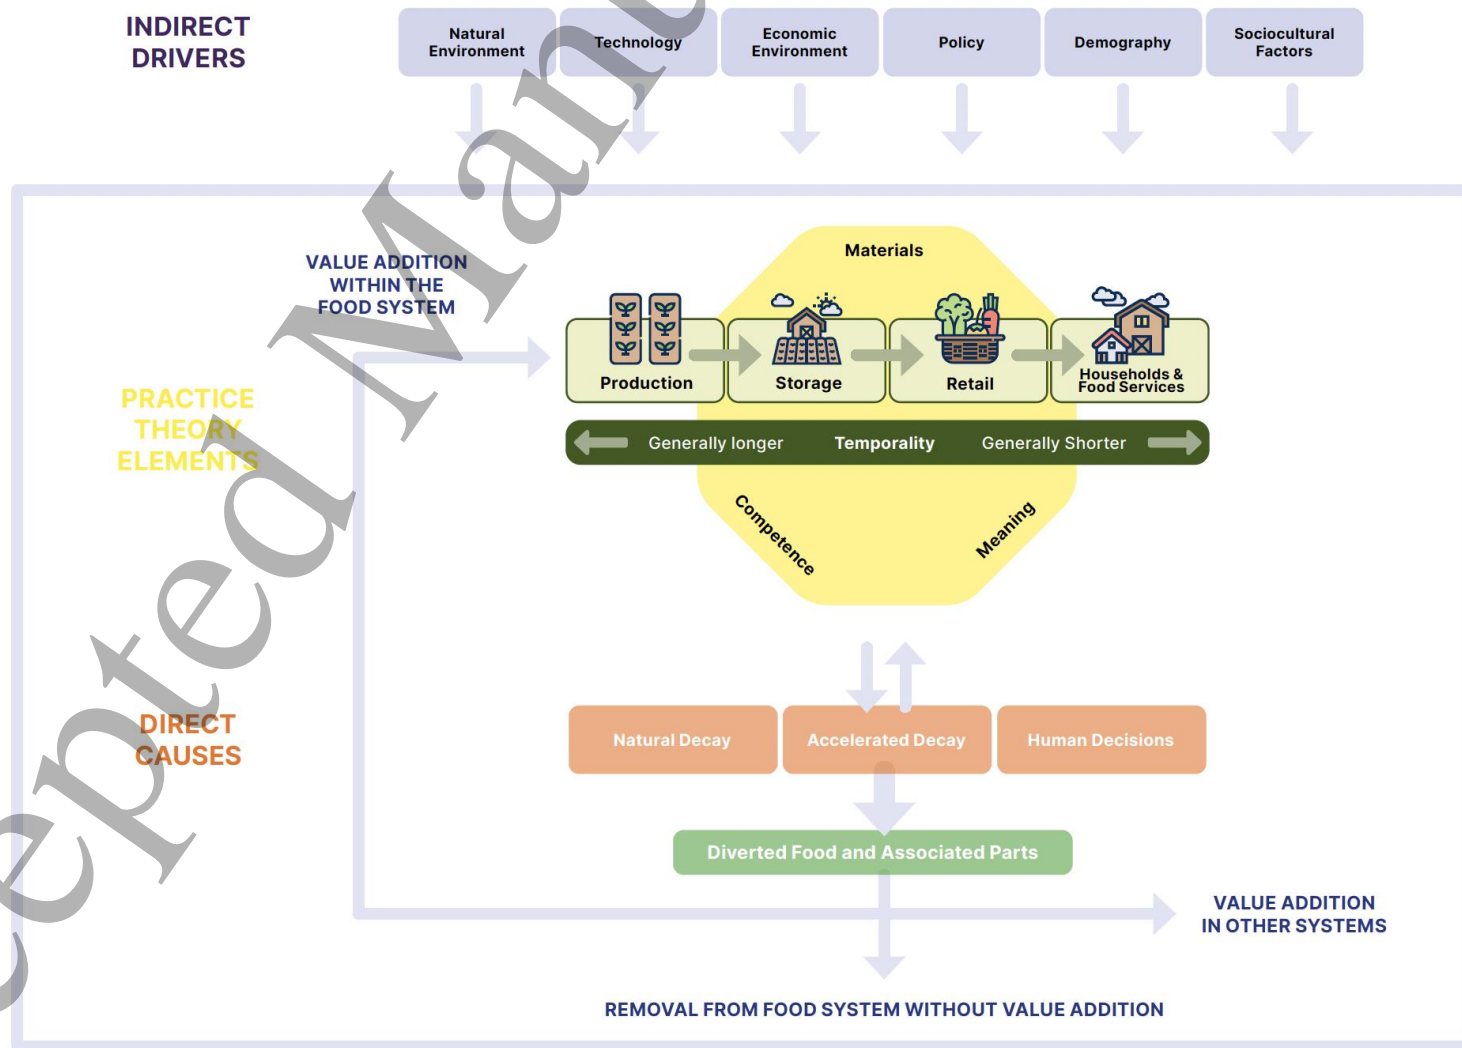 INDIRECT
DRIVERS
Natural
Environment
Technology
Economic
Environment
Policy
Demography
Sociocultural
Factors
VALUE ADDITION
WITHIN THE
FOOD SYSTEM
Materials
Production
Storage
Retail
Households &
Food Services
PRACTICE
THEORY
ELEMENTS
Generally longer
Temporality
Generally Shorter
Competence
Meaning
DIRECT
CAUSES
Natural Decay
Accelerated Decay
Human Decisions
Diverted Food and Associated Parts
VALUE ADDITION
IN OTHER SYSTEMS
REMOVAL FROM FOOD SYSTEM WITHOUT VALUE ADDITION
epted Manu